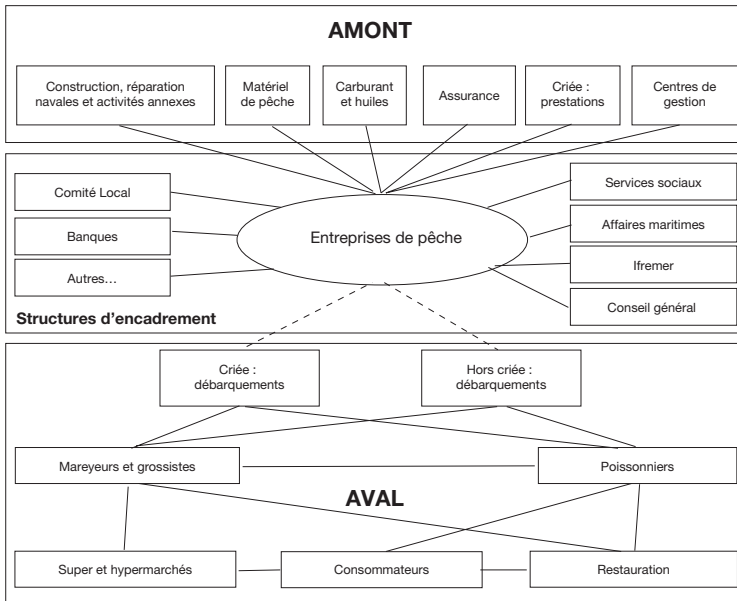 AMONT
Construction, réparation
navales et activités annexes
Matériel
de pêche
Carburant
et huiles
Assurance
Criée :
prestations
Centres de
gestion
Comité Local
Banques
Autres...
Entreprises de pêche
Services sociaux
Affaires maritimes
Ifremer
Conseil général
Structures d'encadrement
Criée :
débarquements
Hors criée :
débarquements
Mareyeurs et grossistes
Poissonniers
AVAL
Super et hypermarchés
Consommateurs
Restauration